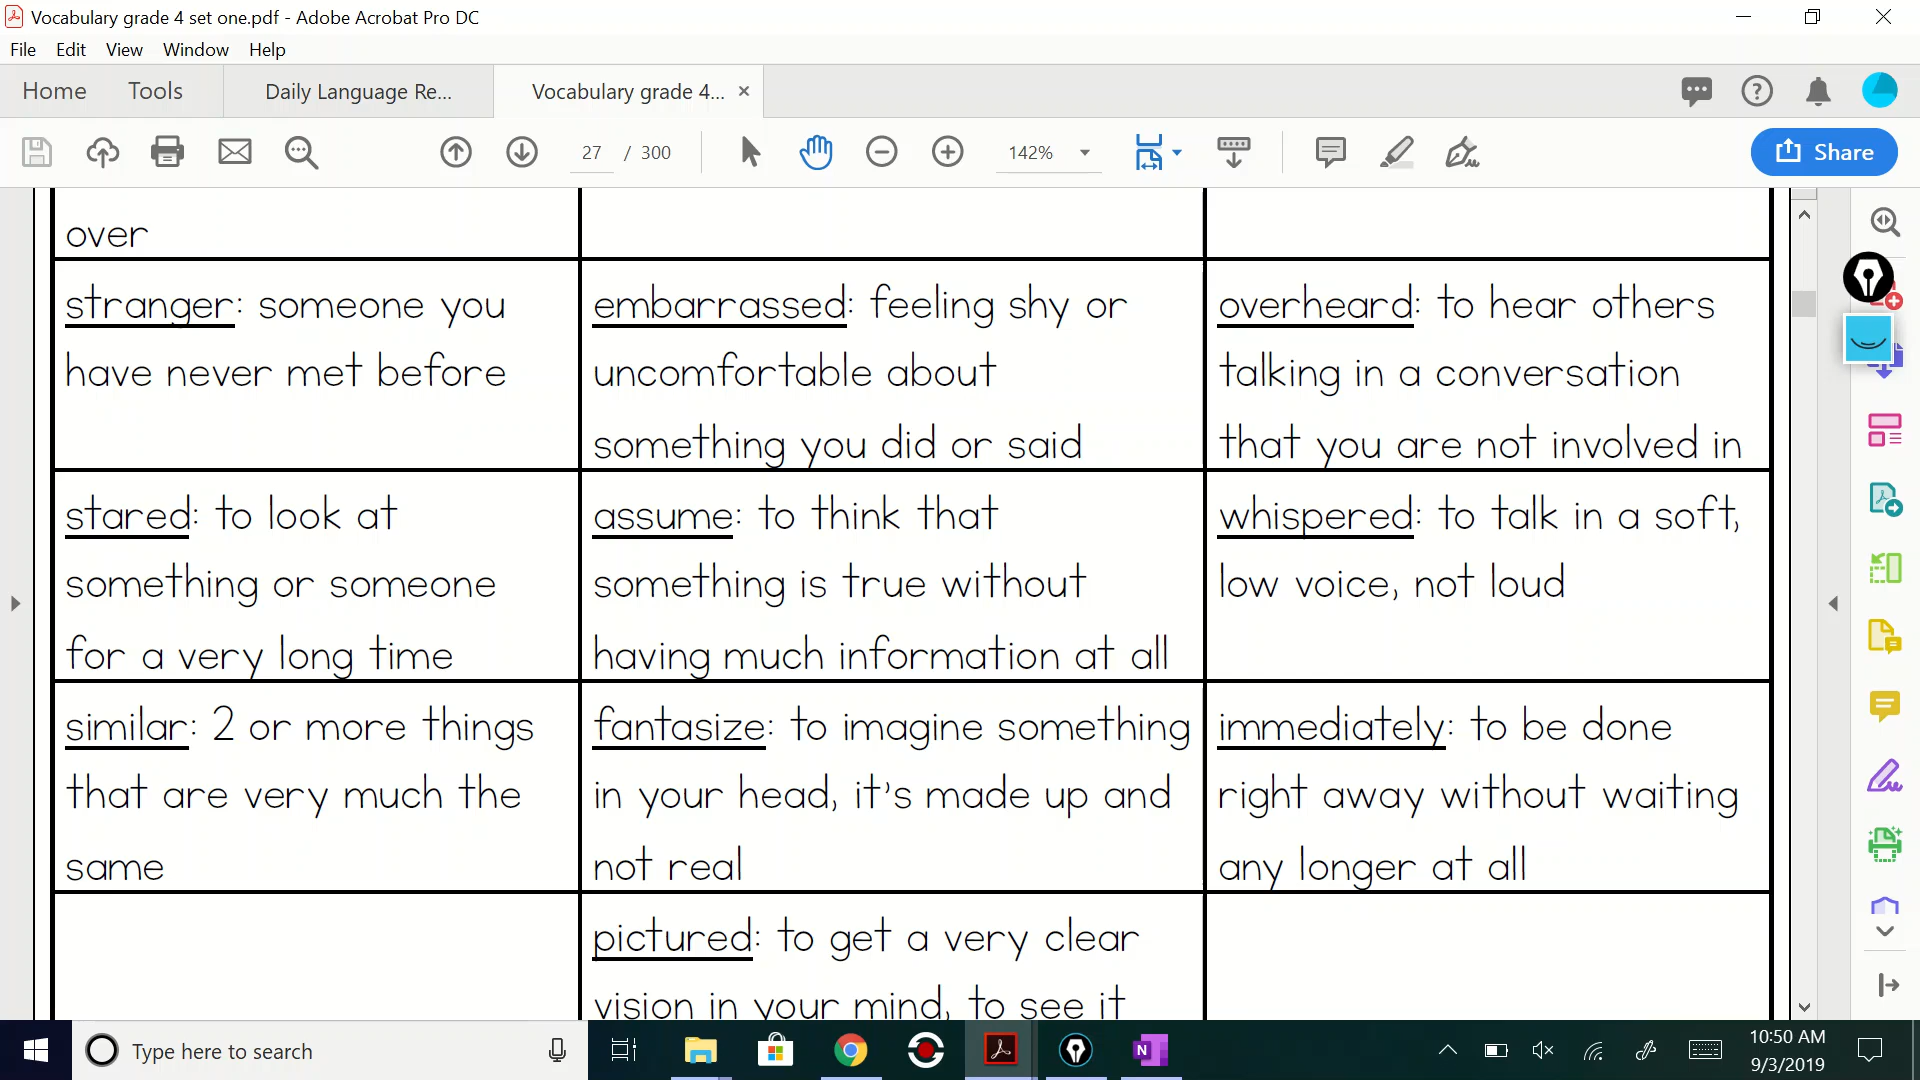 Vocabulary grade 4 set one.pdf - Adobe Acrobat Pro DC
File Edit View Window Help
Home Tools Daily Language Re... Vocabulary grade 4... ×
27 / 300 142% Share
over
stranger: someone you
have never met before
embarrassed: feeling shy or
uncomfortable about
something you did or said
overheard: to hear others
talking in a conversation
that you are not involved in
stared: to look at
something or someone
for a very long time
assume: to think that
something is true without
having much information at all
whispered: to talk in a soft,
low voice, not loud
similar: 2 or more things
that are very much the
same
fantasize: to imagine something
in your head, it's made up and
not real
immediately: to be done
right away without waiting
any longer at all
pictured: to get a very clear
vision in your mind, to see it
Type here to search
10:50 AM
9/3/2019